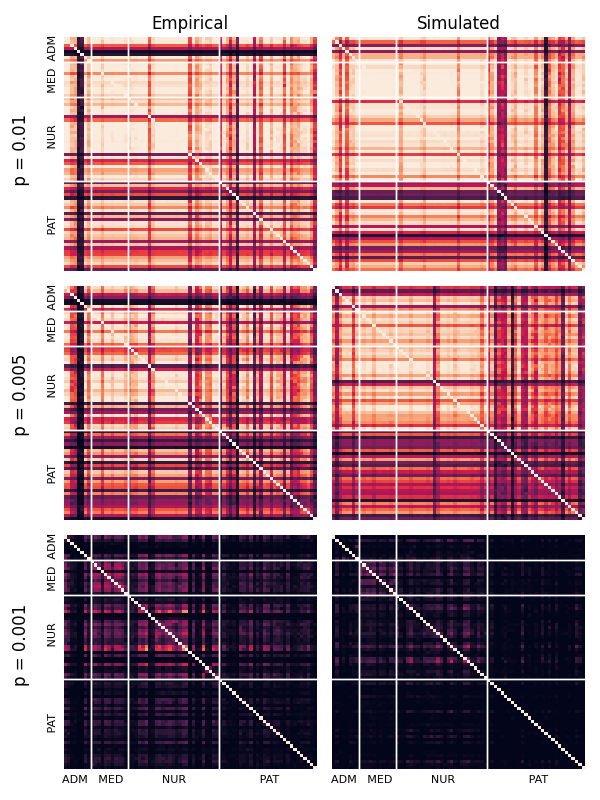 Empirical Simulated
p = 0.01
ADM
MED
NUR
PAT
p = 0.005
ADM
MED
NUR
PAT
p = 0.001
ADM
MED
NUR
PAT
ADM MED NUR PAT ADM MED NUR PAT